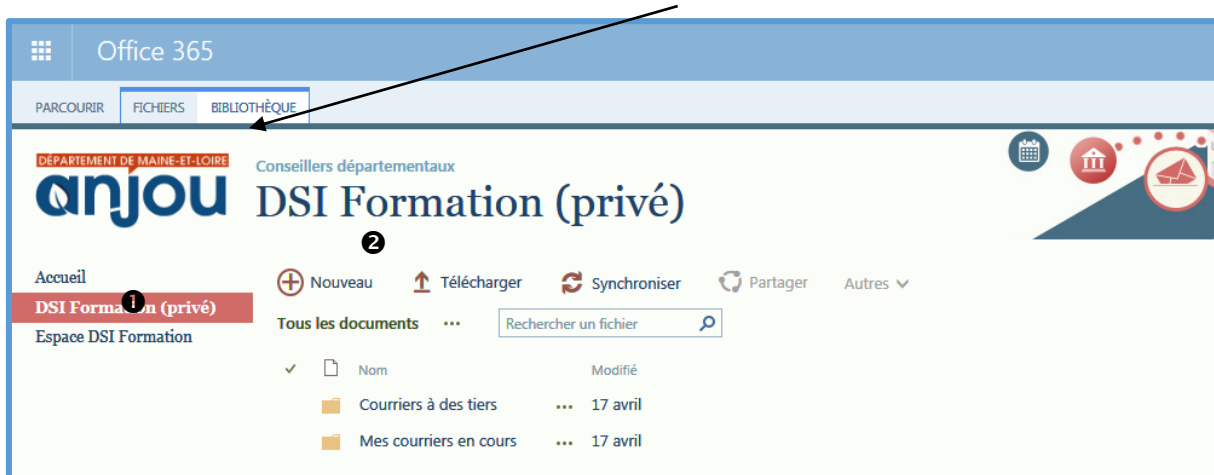 Office 365
PARCOURIR FICHIERS BIBLIOTHÈQUE
DÉPARTEMENT DE MAINE-ET-LOIRE
anjou
Conseillers départementaux
DSI Formation (privé)
❷
Accueil
DSI Formation (privé)
❶
Espace DSI Formation
Nouveau Télécharger Synchroniser Partager Autres
Tous les documents ... Rechercher un fichier
Nom Modifié
Courriers à des tiers ... 17 avril
Mes courriers en cours ... 17 avril